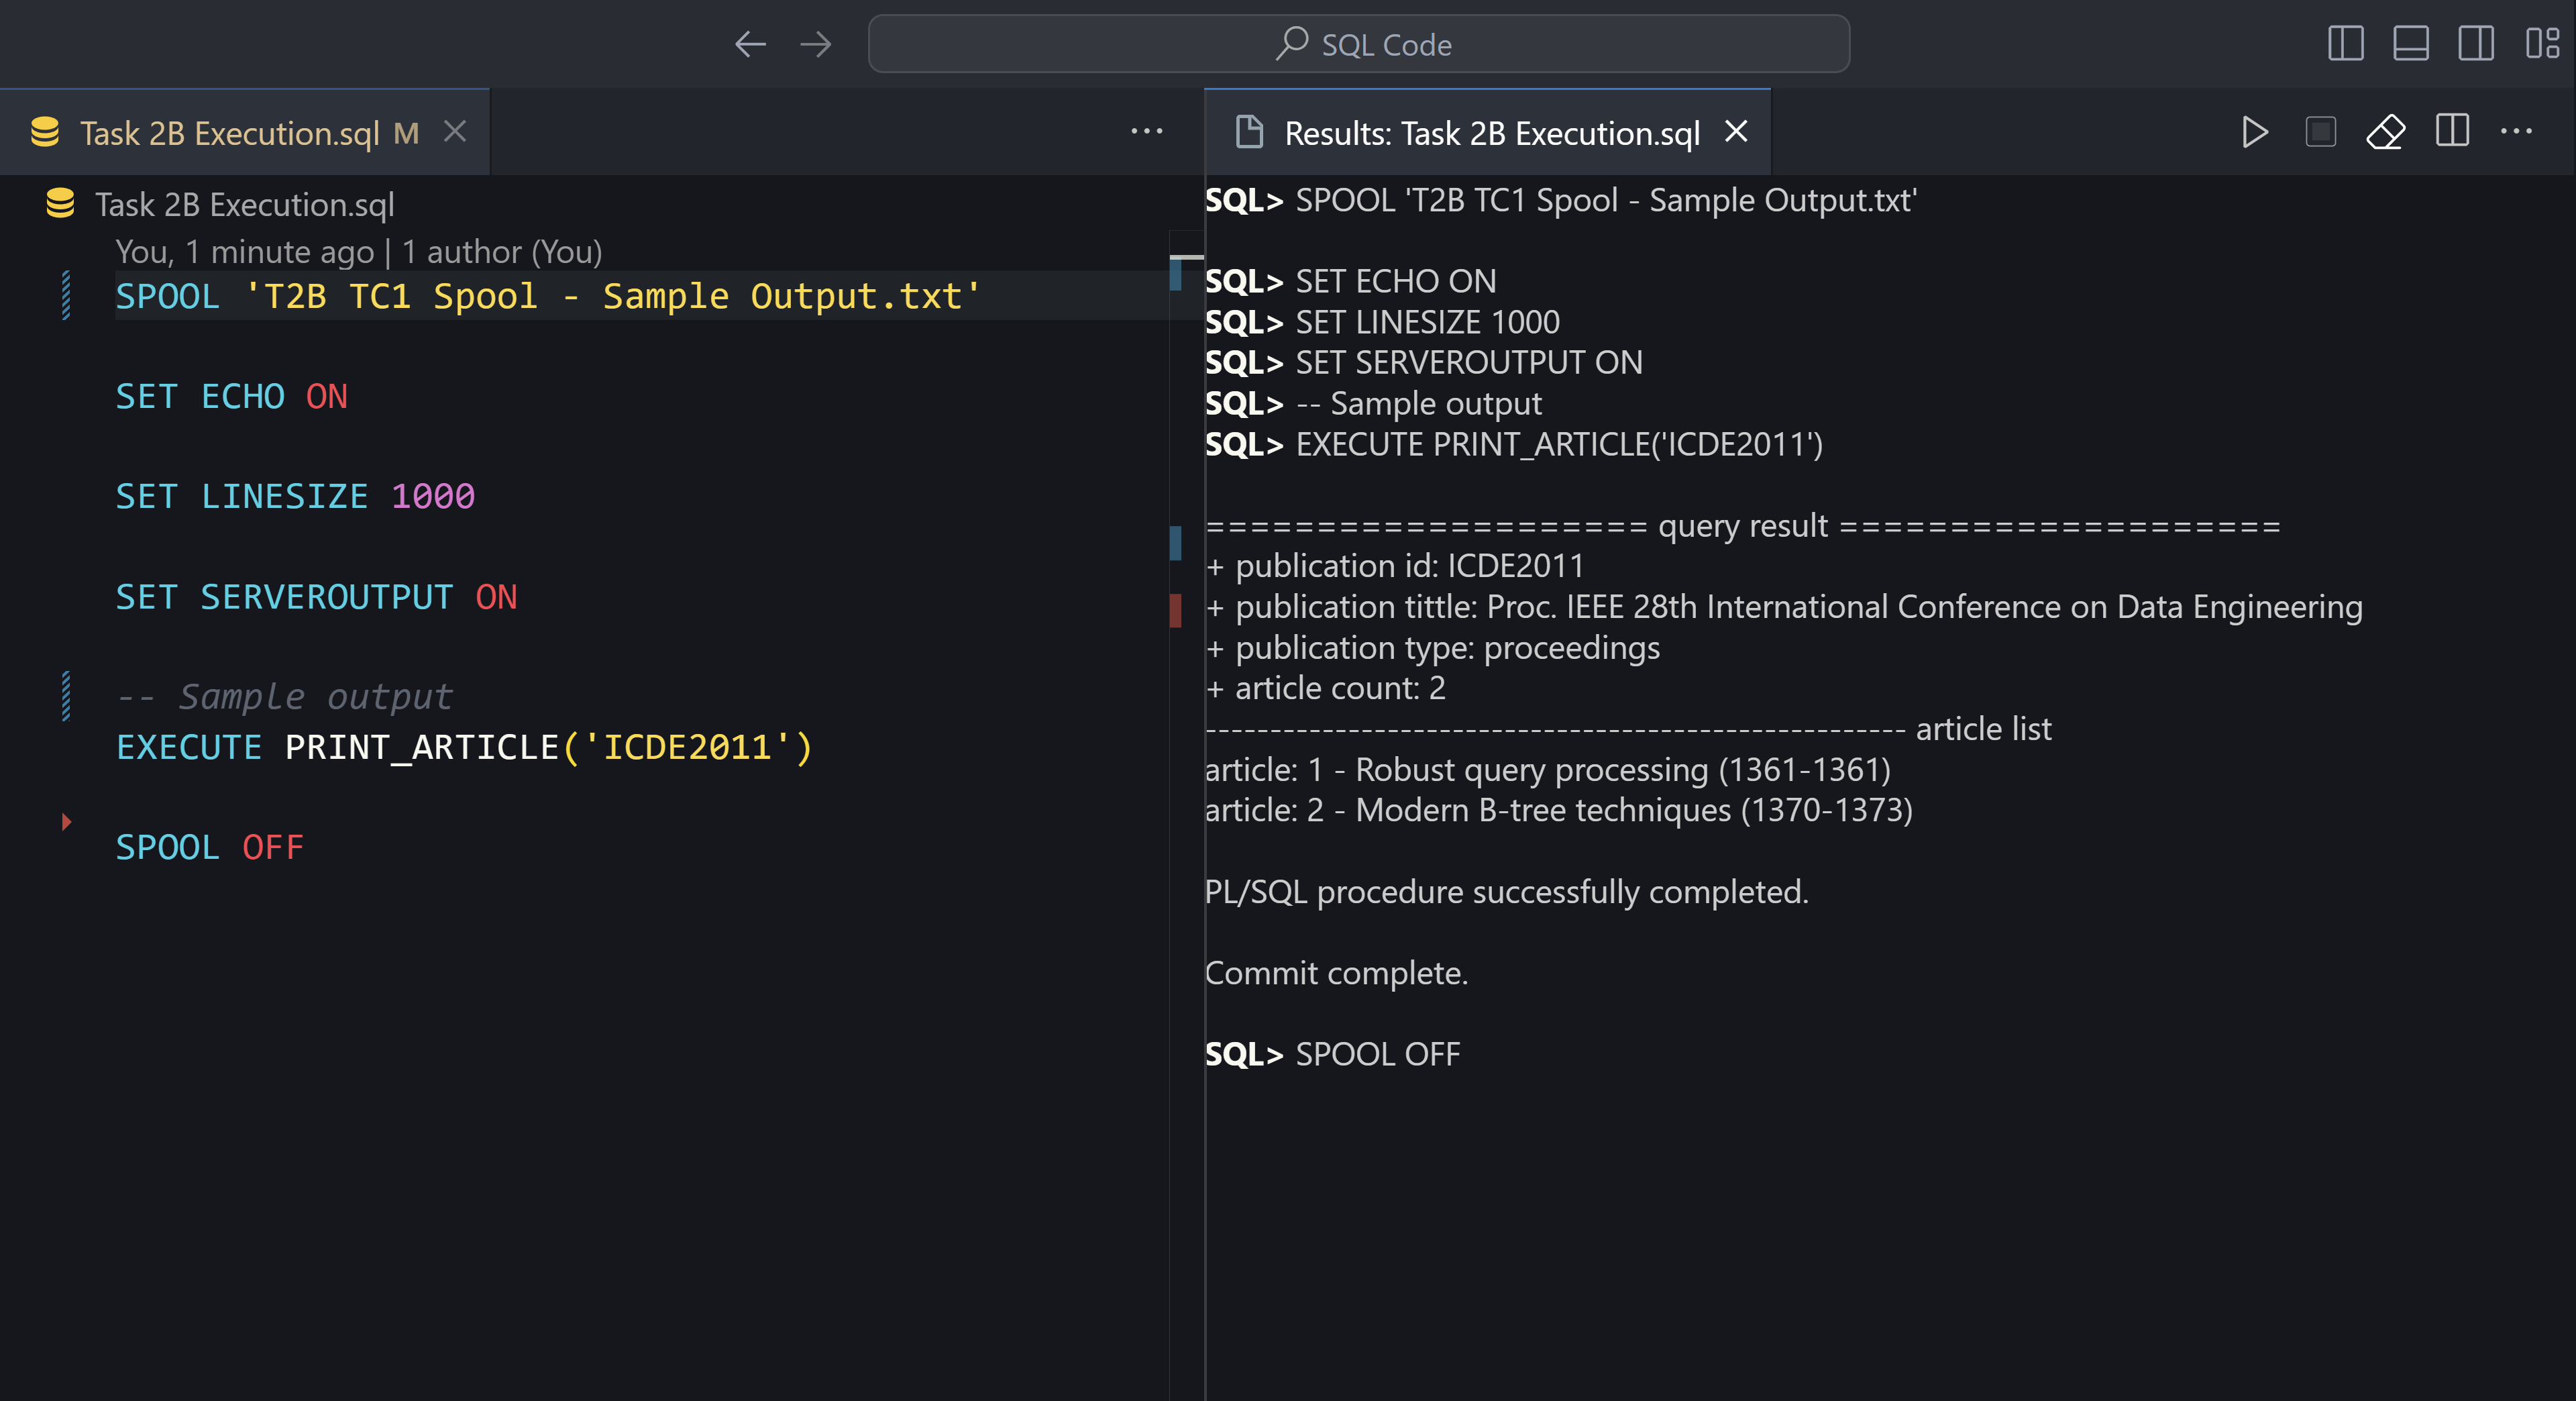 SQL Code
Task 2B Execution.sql M
Results: Task 2B Execution.sql
Task 2B Execution.sql
You, 1 minute ago | 1 author (You)
SPOOL 'T2B TC1 Spool - Sample Output.txt'
SET ECHO ON
SET LINESIZE 1000
SET SERVEROUTPUT ON
-- Sample output
EXECUTE PRINT_ARTICLE('ICDE2011')
SPOOL OFF
SQL> SPOOL 'T2B TC1 Spool - Sample Output.txt'
SQL> SET ECHO ON
SQL> SET LINESIZE 1000
SQL> SET SERVEROUTPUT ON
SQL> -- Sample output
SQL> EXECUTE PRINT_ARTICLE('ICDE2011')
==================== query result ====================
+ publication id: ICDE2011
+ publication tittle: Proc. IEEE 28th International Conference on Data Engineering
+ publication type: proceedings
+ article count: 2
------------------------------------------------------ article list
article: 1 - Robust query processing (1361-1361)
article: 2 - Modern B-tree techniques (1370-1373)
PL/SQL procedure successfully completed.
Commit complete.
SQL> SPOOL OFF